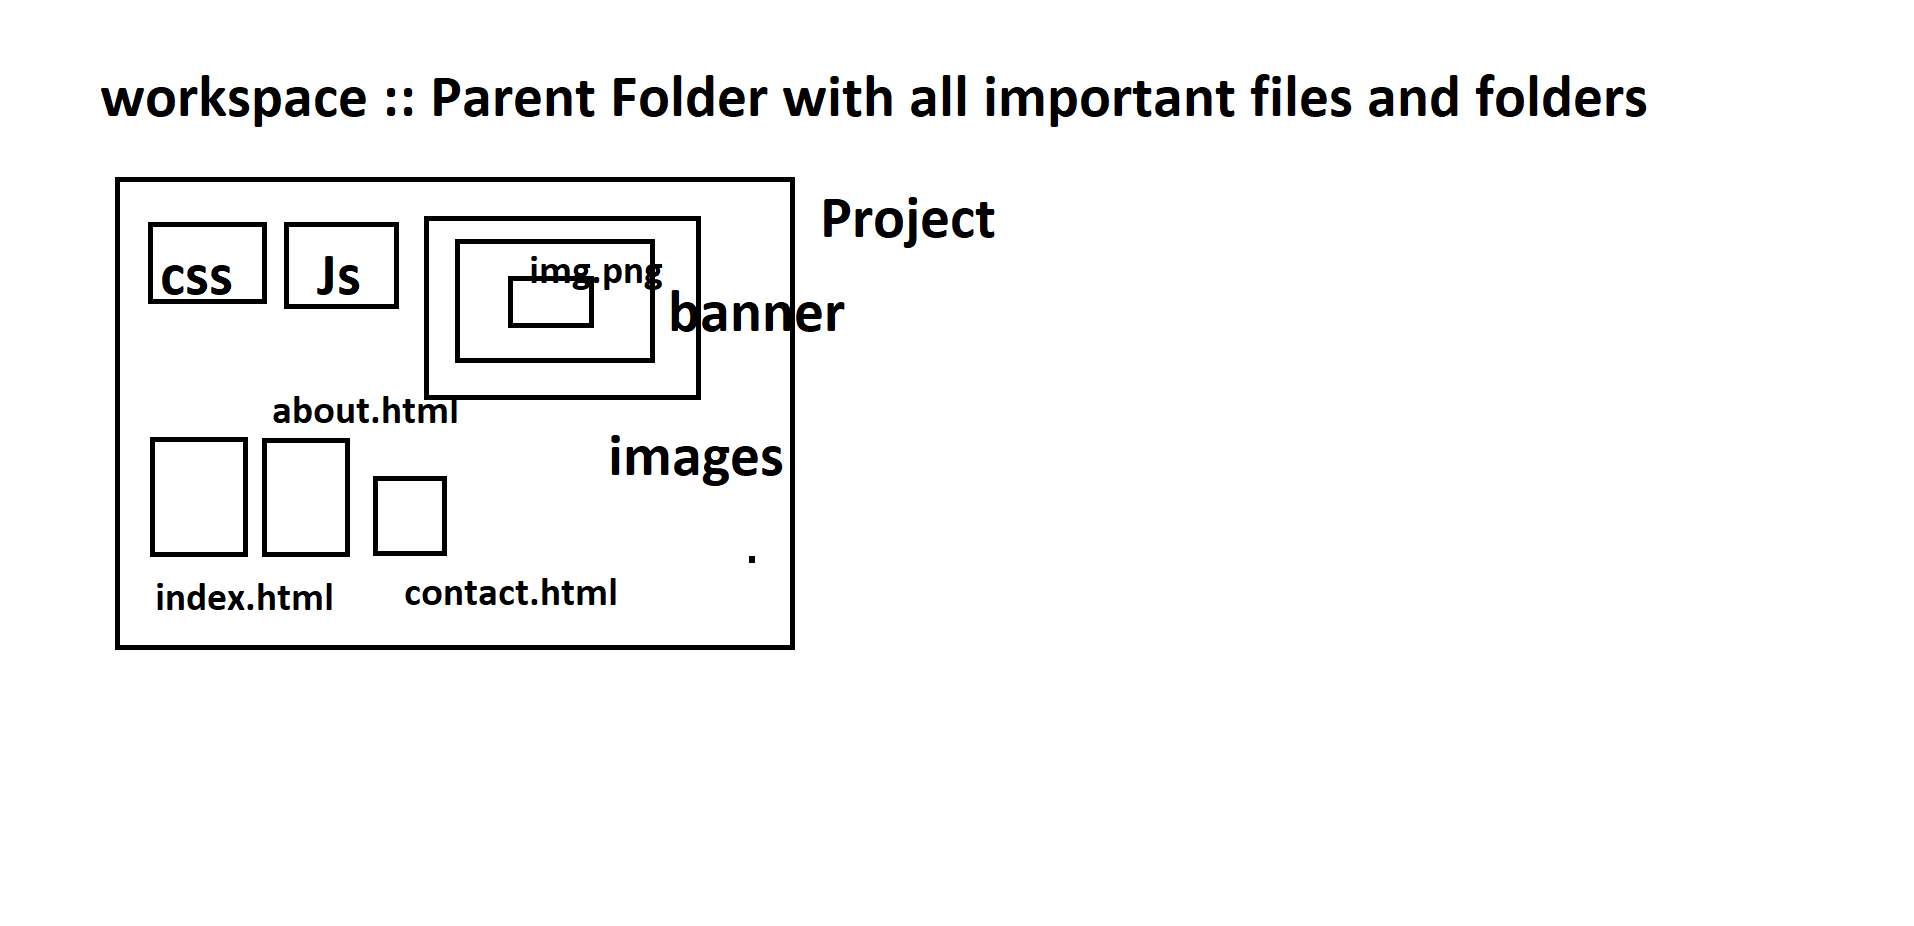 workspace :: Parent Folder with all important files and folders
Project
css
Js
img.png
banner
about.html
images
index.html
contact.html